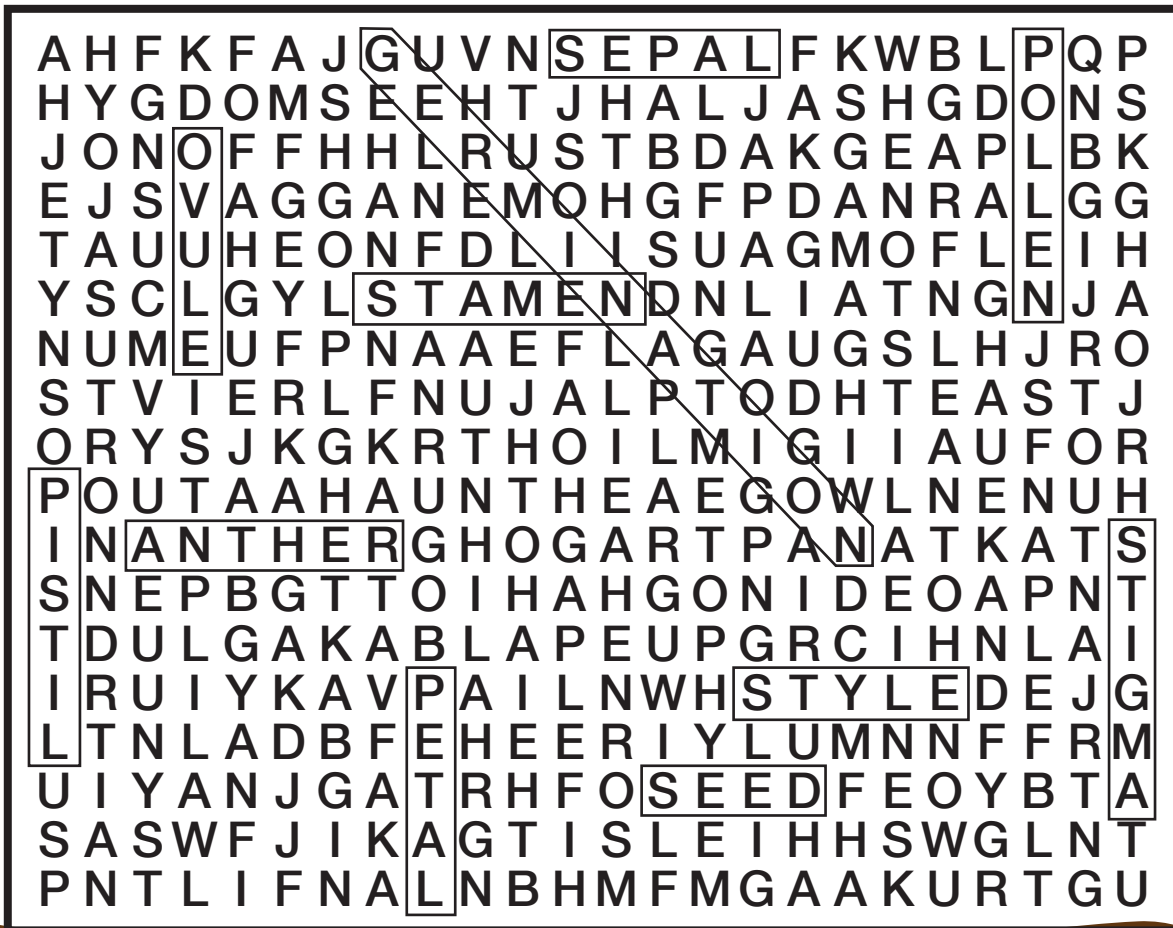 A H F K F A J G U V N S E P A L F K W B L P Q P
H Y G D O M S E E H T J H A L J A S H G D O N S
J O N O F F H H L R U S T B D A K G E A P L B K
E J S V A G G A N E M O H G F P D A N R A L G G
T A U U H E O N F D L I I S U A G M O F L E I H
Y S C L G Y L S T A M E N D N L I A T N G N J A
N U M E U F P N A A E F L A G A U G S L H J R O
S T V I E R L F N U J A L P T O D H T E A S T J
O R Y S J K G K R T H O I L M I G I I A U F O R
P O U T A A H A U N T H E A E G O W L N E N U H
I N A N T H E R G H O G A R T P A N A T K A T S
S N E P B G T T O I H A H G O N I D E O A P N T
T D U L G A K A B L A P E U P G R C I H N L A I
I R U I Y K A V P A I L N W H S T Y L E D E J G
L T N L A D B F E H E E R I Y L U M N N F F R M
U I Y A N J G A T R H F O S E E D F E O Y B T A
S A S W F J I K A G T I S L E I H H S W G L N T
P N T L I F N A L N B H M F M G A A K U R T G U